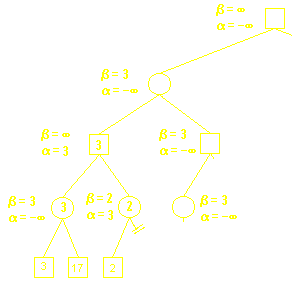 β = ∞
α = -∞
β = 3
α = -∞
β = ∞
α = 3
3
β = 3
α = -∞
β = 3
α = -∞
3
β = 2
α = 3
2
β = 3
α = -∞
3
17
2